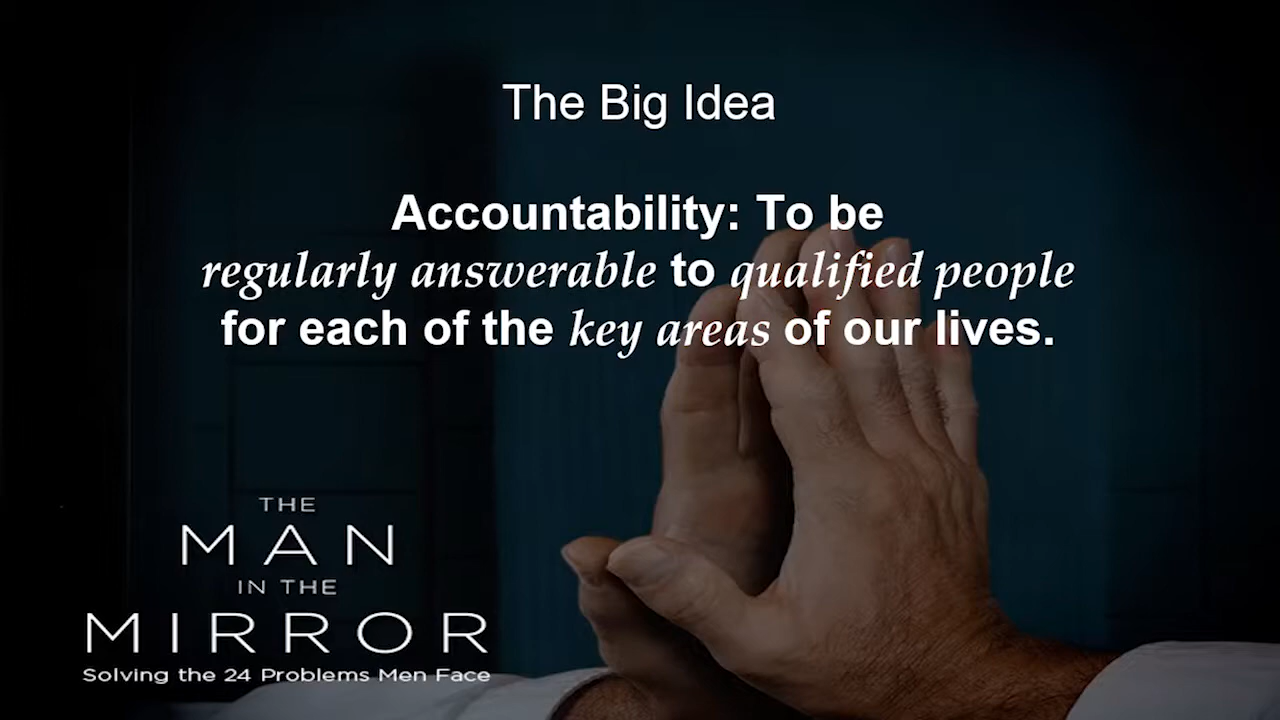 The Big Idea
Accountability: To be
regularly answerable to qualified people
for each of the key areas of our lives.
THE
MAN
IN THE
MIRROR
Solving the 24 Problems Men Face